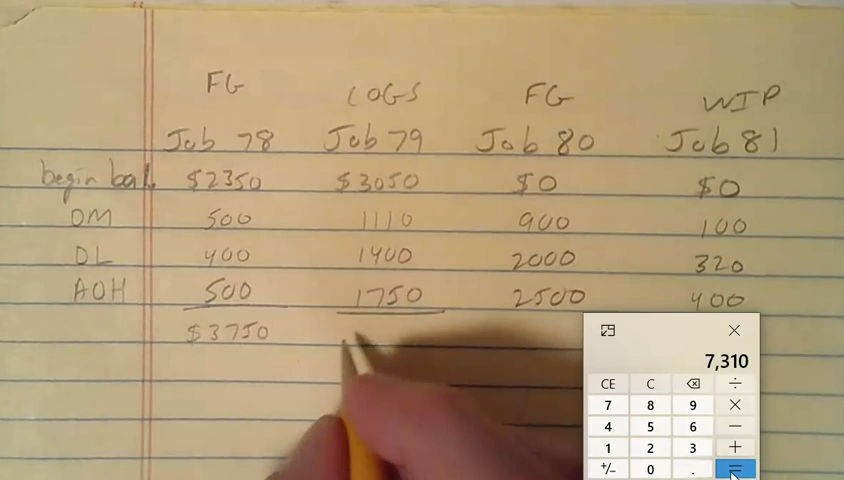 FG COGS FG WIP
Job 78 Job 79 Job 80 Job 81
begin bal. $2350 $3050 $0 $0
DM 500 1110 900 100
DL 400 1400 2000 320
AOH 500 1750 2500 400
$3750
7,310
CE C ⌫ ÷
7 8 9 ×
4 5 6 −
1 2 3 +
+/− 0 . =